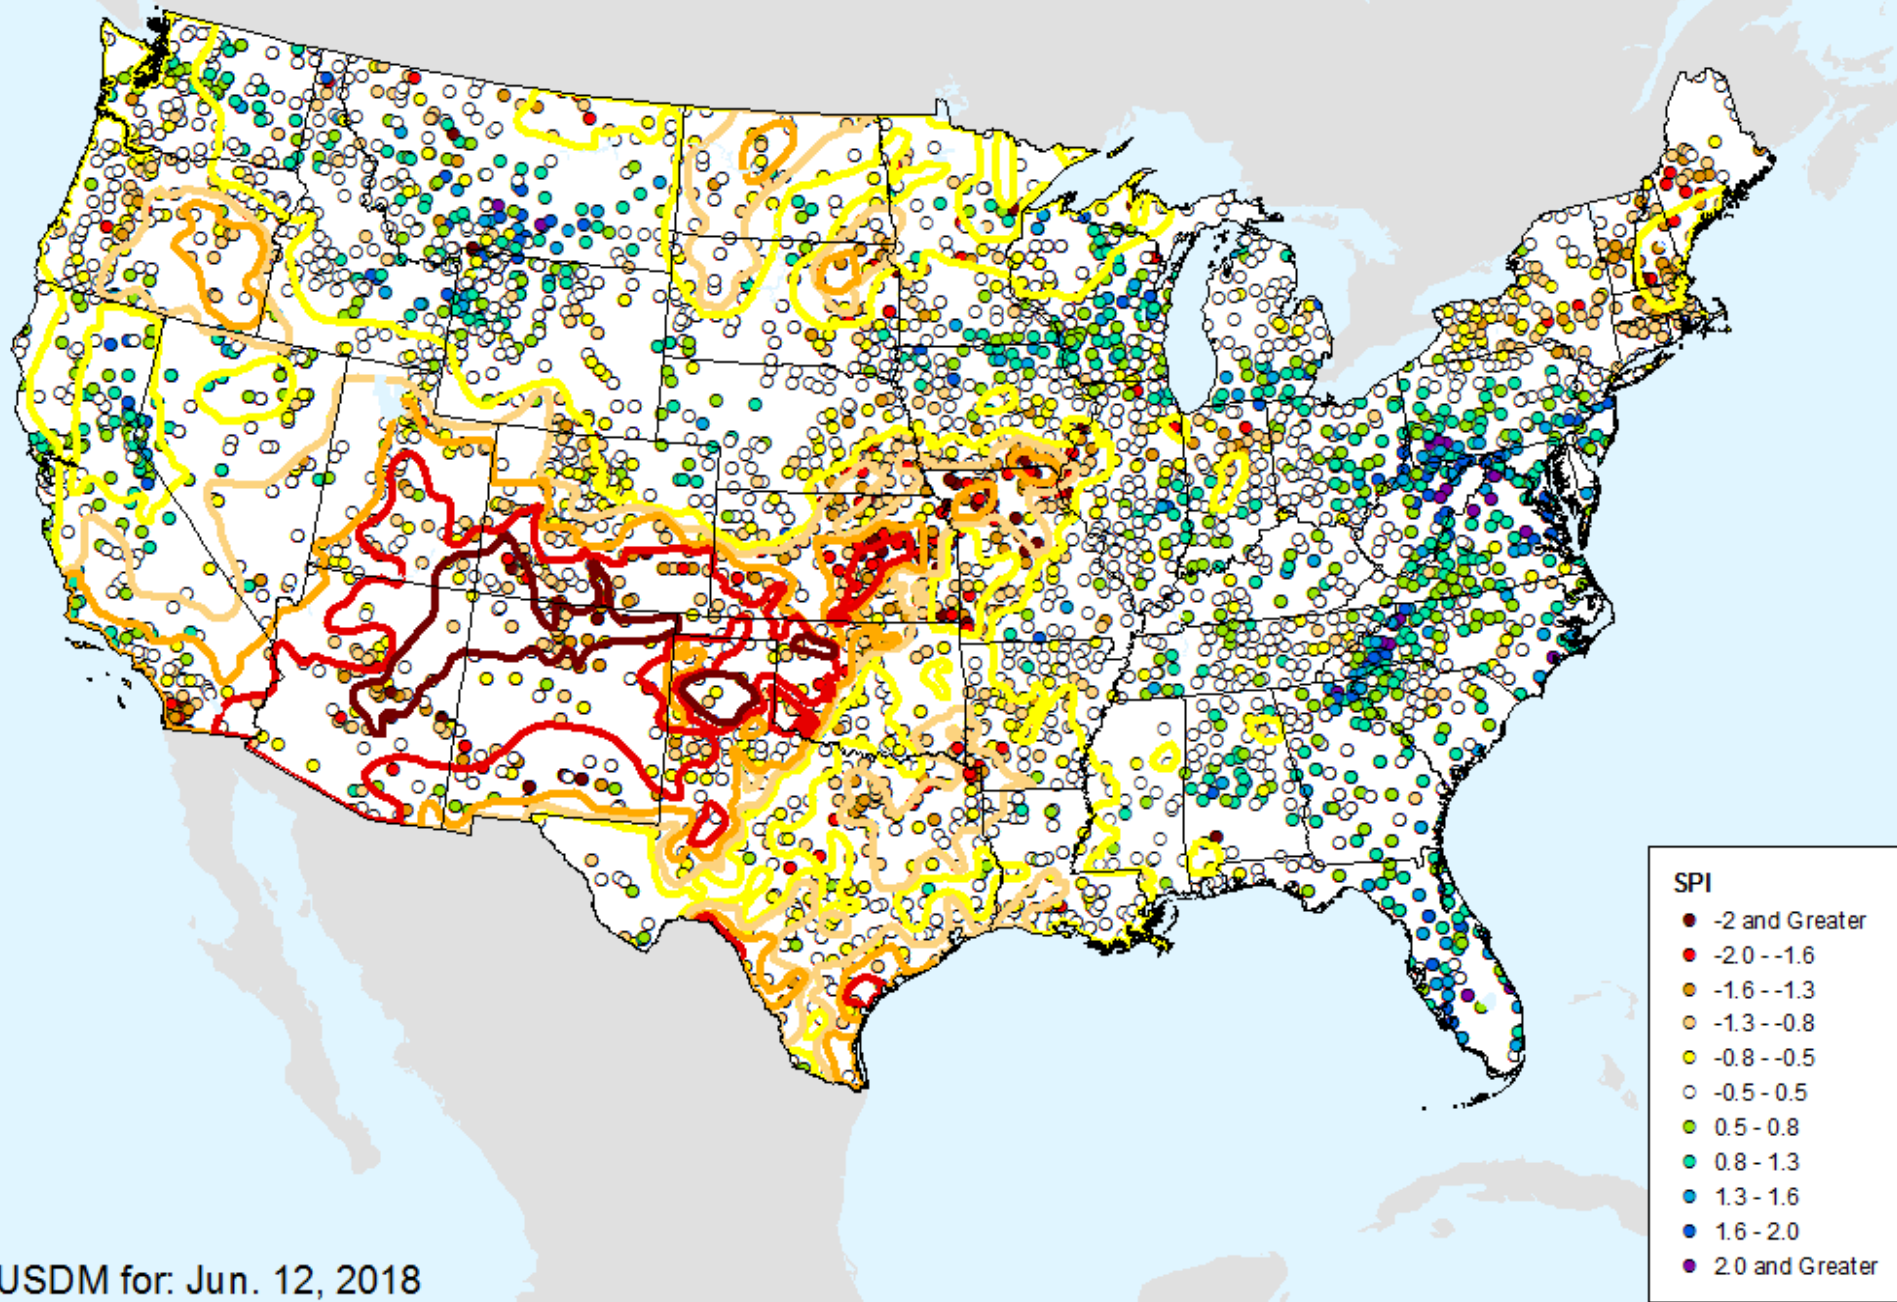 SPI
-2 and Greater
-2.0 - -1.6
-1.6 - -1.3
-1.3 - -0.8
-0.8 - -0.5
-0.5 - 0.5
0.5 - 0.8
0.8 - 1.3
1.3 - 1.6
1.6 - 2.0
2.0 and Greater
USDM for: Jun. 12, 2018